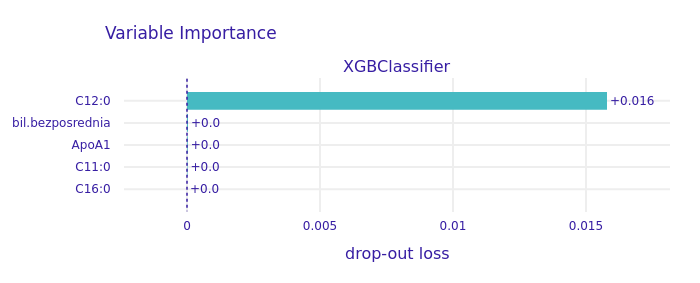 Variable Importance
XGBClassifier
C12:0 +0.016
bil.bezposrednia +0.0
ApoA1 +0.0
C11:0 +0.0
C16:0 +0.0
0 0.005 0.01 0.015
drop-out loss